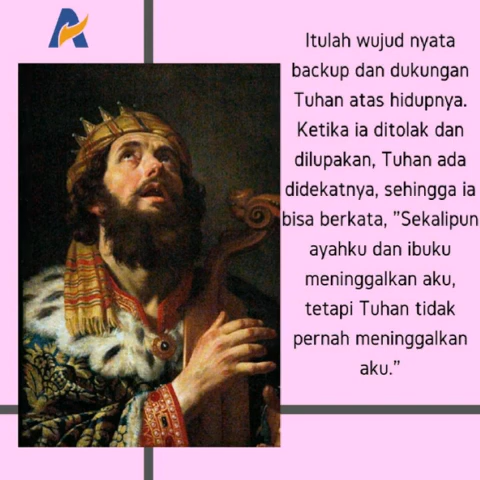 Itulah wujud nyata
backup dan dukungan
Tuhan atas hidupnya.
Ketika ia ditolak dan
dilupakan, Tuhan ada
didekatnya, sehingga ia
bisa berkata, "Sekalipun
ayahku dan ibuku
meninggalkan aku,
tetapi Tuhan tidak
pernah meninggalkan
aku."